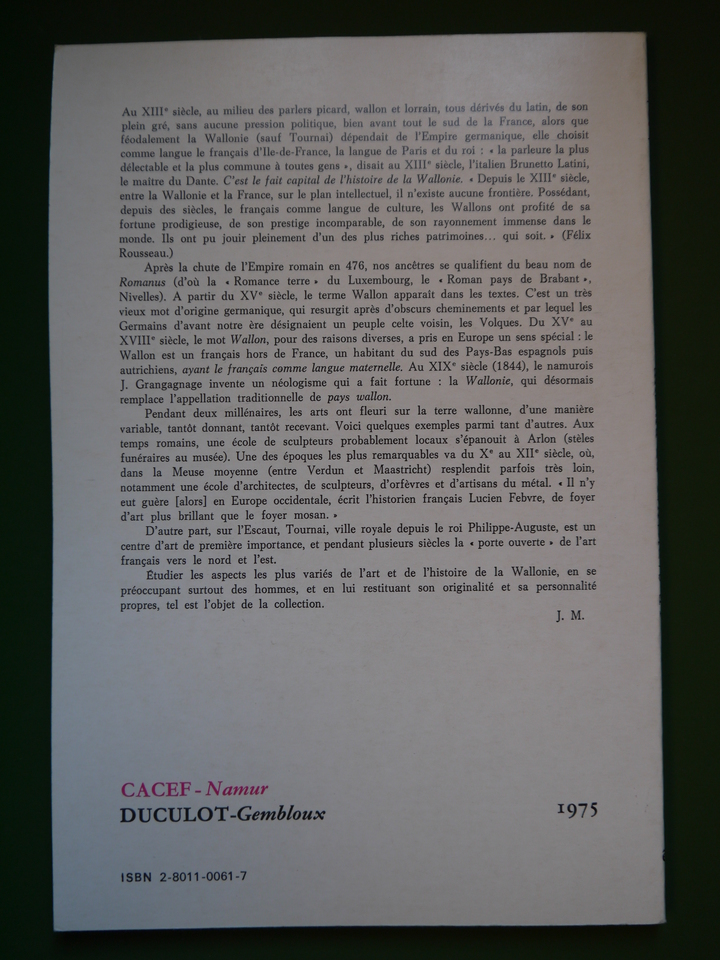 Au XIIIe siècle, au milieu des parlers picard, wallon et lorrain, tous dérivés du latin, de son
plein gré, sans aucune pression politique, bien avant tout le sud de la France, alors que
féodalement la Wallonie (sauf Tournai) dépendait de l'Empire germanique, elle choisit
comme langue le français d'Ile-de-France, la langue de Paris et du roi : « la parleure la plus
délectable et la plus commune à toutes gens », disait au XIIIe siècle, l'italien Brunetto Latini,
le maître du Dante. C'est le fait capital de l'histoire de la Wallonie. « Depuis le XIIIe siècle,
entre la Wallonie et la France, sur le plan intellectuel, il n'existe aucune frontière. Possédant,
depuis des siècles, le français comme langue de culture, les Wallons ont profité de sa
fortune prodigieuse, de son prestige incomparable, de son rayonnement immense dans le
monde. Ils ont pu jouir pleinement d'un des plus riches patrimoines... qui soit. » (Félix
Rousseau.)
Après la chute de l'Empire romain en 476, nos ancêtres se qualifient du beau nom de
Romanus (d'où la « Romance terre » du Luxembourg, le « Roman pays de Brabant »,
Nivelles). A partir du XVe siècle, le terme Wallon apparaît dans les textes. C'est un très
vieux mot d'origine germanique, qui resurgit après d'obscurs cheminements et par lequel les
Germains d'avant notre ère désignaient un peuple celte voisin, les Volques. Du XVe au
XVIIIe siècle, le mot Wallon, pour des raisons diverses, a pris en Europe un sens spécial : le
Wallon est un français hors de France, un habitant du sud des Pays-Bas espagnols puis
autrichiens, ayant le français comme langue maternelle. Au XIXe siècle (1844), le namurois
J. Grangagnage invente un néologisme qui a fait fortune : la Wallonie, qui désormais
remplace l'appellation traditionnelle de pays wallon.
Pendant deux millénaires, les arts ont fleuri sur la terre wallonne, d'une manière
variable, tantôt donnant, tantôt recevant. Voici quelques exemples parmi tant d'autres. Aux
temps romains, une école de sculpteurs probablement locaux s'épanouit à Arlon (stèles
funéraires au musée). Une des époques les plus remarquables va du Xe au XIIe siècle, où,
dans la Meuse moyenne (entre Verdun et Maastricht) resplendit parfois très loin,
notamment une école d'architectes, de sculpteurs, d'orfèvres et d'artisans du métal. « Il n'y
eut guère [alors] en Europe occidentale, écrit l'historien français Lucien Febvre, de foyer
d'art plus brillant que le foyer mosan. »
D'autre part, sur l'Escaut, Tournai, ville royale depuis le roi Philippe-Auguste, est un
centre d'art de première importance, et pendant plusieurs siècles la « porte ouverte » de l'art
français vers le nord et l'est.
Étudier les aspects les plus variés de l'art et de l'histoire de la Wallonie, en se
préoccupant surtout des hommes, et en lui restituant son originalité et sa personnalité
propres, tel est l'objet de la collection.
J. M.
CACEF - Namur
DUCULOT-Gembloux
1975
ISBN 2-8011-0061-7